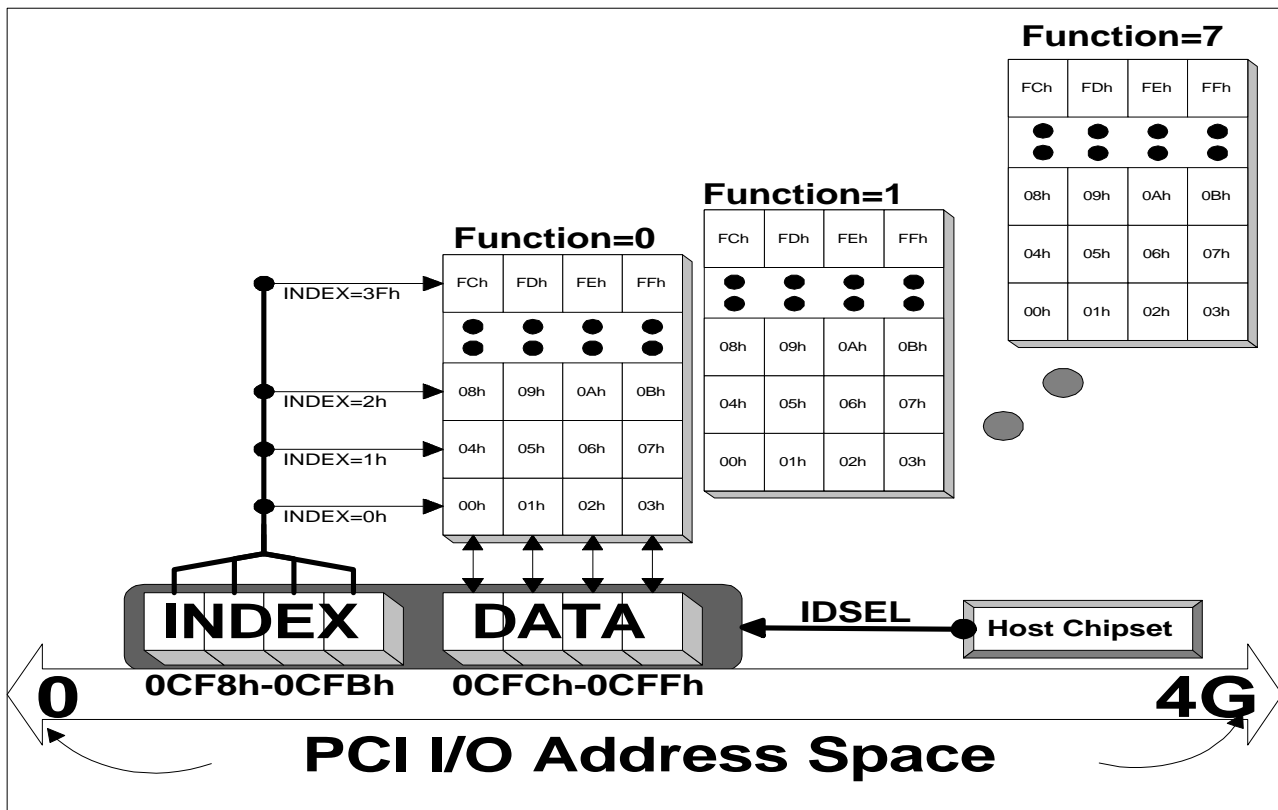 Function=7
FCh FDh FEh FFh
08h 09h 0Ah 0Bh
04h 05h 06h 07h
00h 01h 02h 03h
Function=1
FCh FDh FEh FFh
08h 09h 0Ah 0Bh
04h 05h 06h 07h
00h 01h 02h 03h
Function=0
FCh FDh FEh FFh
08h 09h 0Ah 0Bh
04h 05h 06h 07h
00h 01h 02h 03h
INDEX=3Fh
INDEX=2h
INDEX=1h
INDEX=0h
INDEX
DATA
IDSEL
Host Chipset
0CF8h-0CFBh
0CFCh-0CFFh
0
4G
PCI I/O Address Space